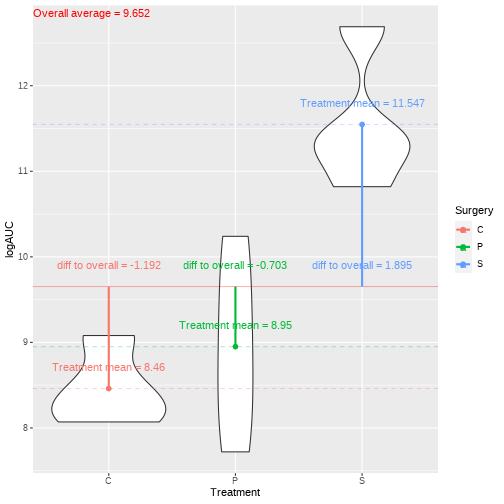 Overall average = 9.652
12
Treatment mean = 11.547
11
Surgery
C
P
S
logAUC
10
diff to overall = -1.192
diff to overall = -0.703
diff to overall = 1.895
Treatment mean = 8.95
9
Treatment mean = 8.46
8
C
P
S
Treatment